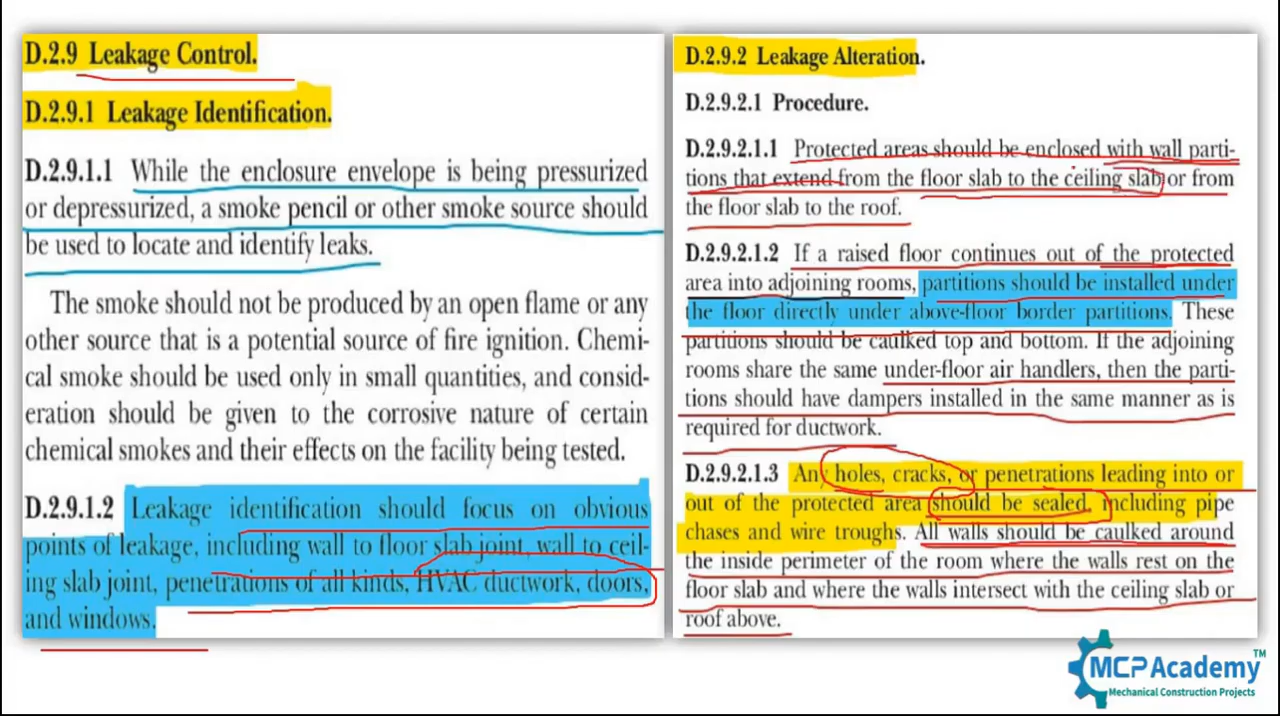 D.2.9 Leakage Control.
D.2.9.1 Leakage Identification.
D.2.9.1.1 While the enclosure envelope is being pressurized
or depressurized, a smoke pencil or other smoke source should
be used to locate and identify leaks.
The smoke should not be produced by an open flame or any
other source that is a potential source of fire ignition. Chemi-
cal smoke should be used only in small quantities, and consid-
eration should be given to the corrosive nature of certain
chemical smokes and their effects on the facility being tested.
D.2.9.1.2 Leakage identification should focus on obvious
points of leakage, including wall to floor slab joint, wall to ceil-
ing slab joint, penetrations of all kinds, HVAC ductwork, doors,
and windows.
D.2.9.2 Leakage Alteration.
D.2.9.2.1 Procedure.
D.2.9.2.1.1 Protected areas should be enclosed with wall parti-
tions that extend from the floor slab to the ceiling slab or from
the floor slab to the roof.
D.2.9.2.1.2 If a raised floor continues out of the protected
area into adjoining rooms, partitions should be installed under
the floor directly under above-floor border partitions. These
partitions should be caulked top and bottom. If the adjoining
rooms share the same under-floor air handlers, then the parti-
tions should have dampers installed in the same manner as is
required for ductwork.
D.2.9.2.1.3 Any holes, cracks, or penetrations leading into or
out of the protected area should be sealed, including pipe
chases and wire troughs. All walls should be caulked around
the inside perimeter of the room where the walls rest on the
floor slab and where the walls intersect with the ceiling slab or
roof above.
MCP Academy TM
Mechanical Construction Projects